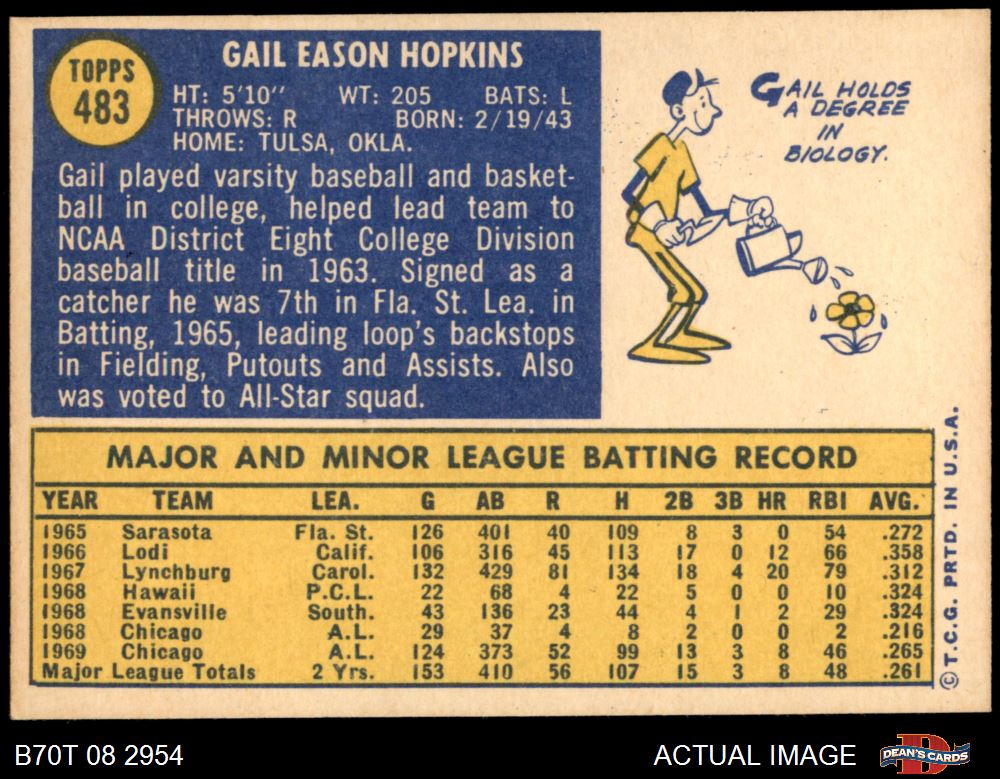 TOPPS
483
GAIL EASON HOPKINS
HT: 5'10" WT: 205 BATS: L
THROWS: R BORN: 2/19/43
HOME: TULSA, OKLA.
Gail played varsity baseball and basket-
ball in college, helped lead team to
NCAA District Eight College Division
baseball title in 1963. Signed as a
catcher he was 7th in Fla. St. Lea. in
Batting, 1965, leading loop's backstops
in Fielding, Putouts and Assists. Also
was voted to All-Star squad.
GAIL HOLDS
A DEGREE
IN
BIOLOGY.
MAJOR AND MINOR LEAGUE BATTING RECORD
YEAR TEAM LEA. G AB R H 2B 3B HR RBI AVG.
1965 Sarasota Fla. St. 126 401 40 109 8 3 0 54 .272
1966 Lodi Calif. 106 316 45 113 17 0 12 66 .358
1967 Lynchburg Carol. 132 429 81 134 18 4 20 79 .312
1968 Hawaii P.C.L. 22 68 4 22 5 0 0 10 .324
1968 Evansville South. 43 136 23 44 4 1 2 29 .324
1968 Chicago A.L. 29 37 4 8 2 0 0 2 .216
1969 Chicago A.L. 124 373 52 99 13 3 8 46 .265
Major League Totals 2 Yrs. 153 410 56 107 15 3 8 48 .261
©T.C.G. PRTD. IN U.S.A.
B70T 08 2954 ACTUAL IMAGE
DEAN'S CARDS